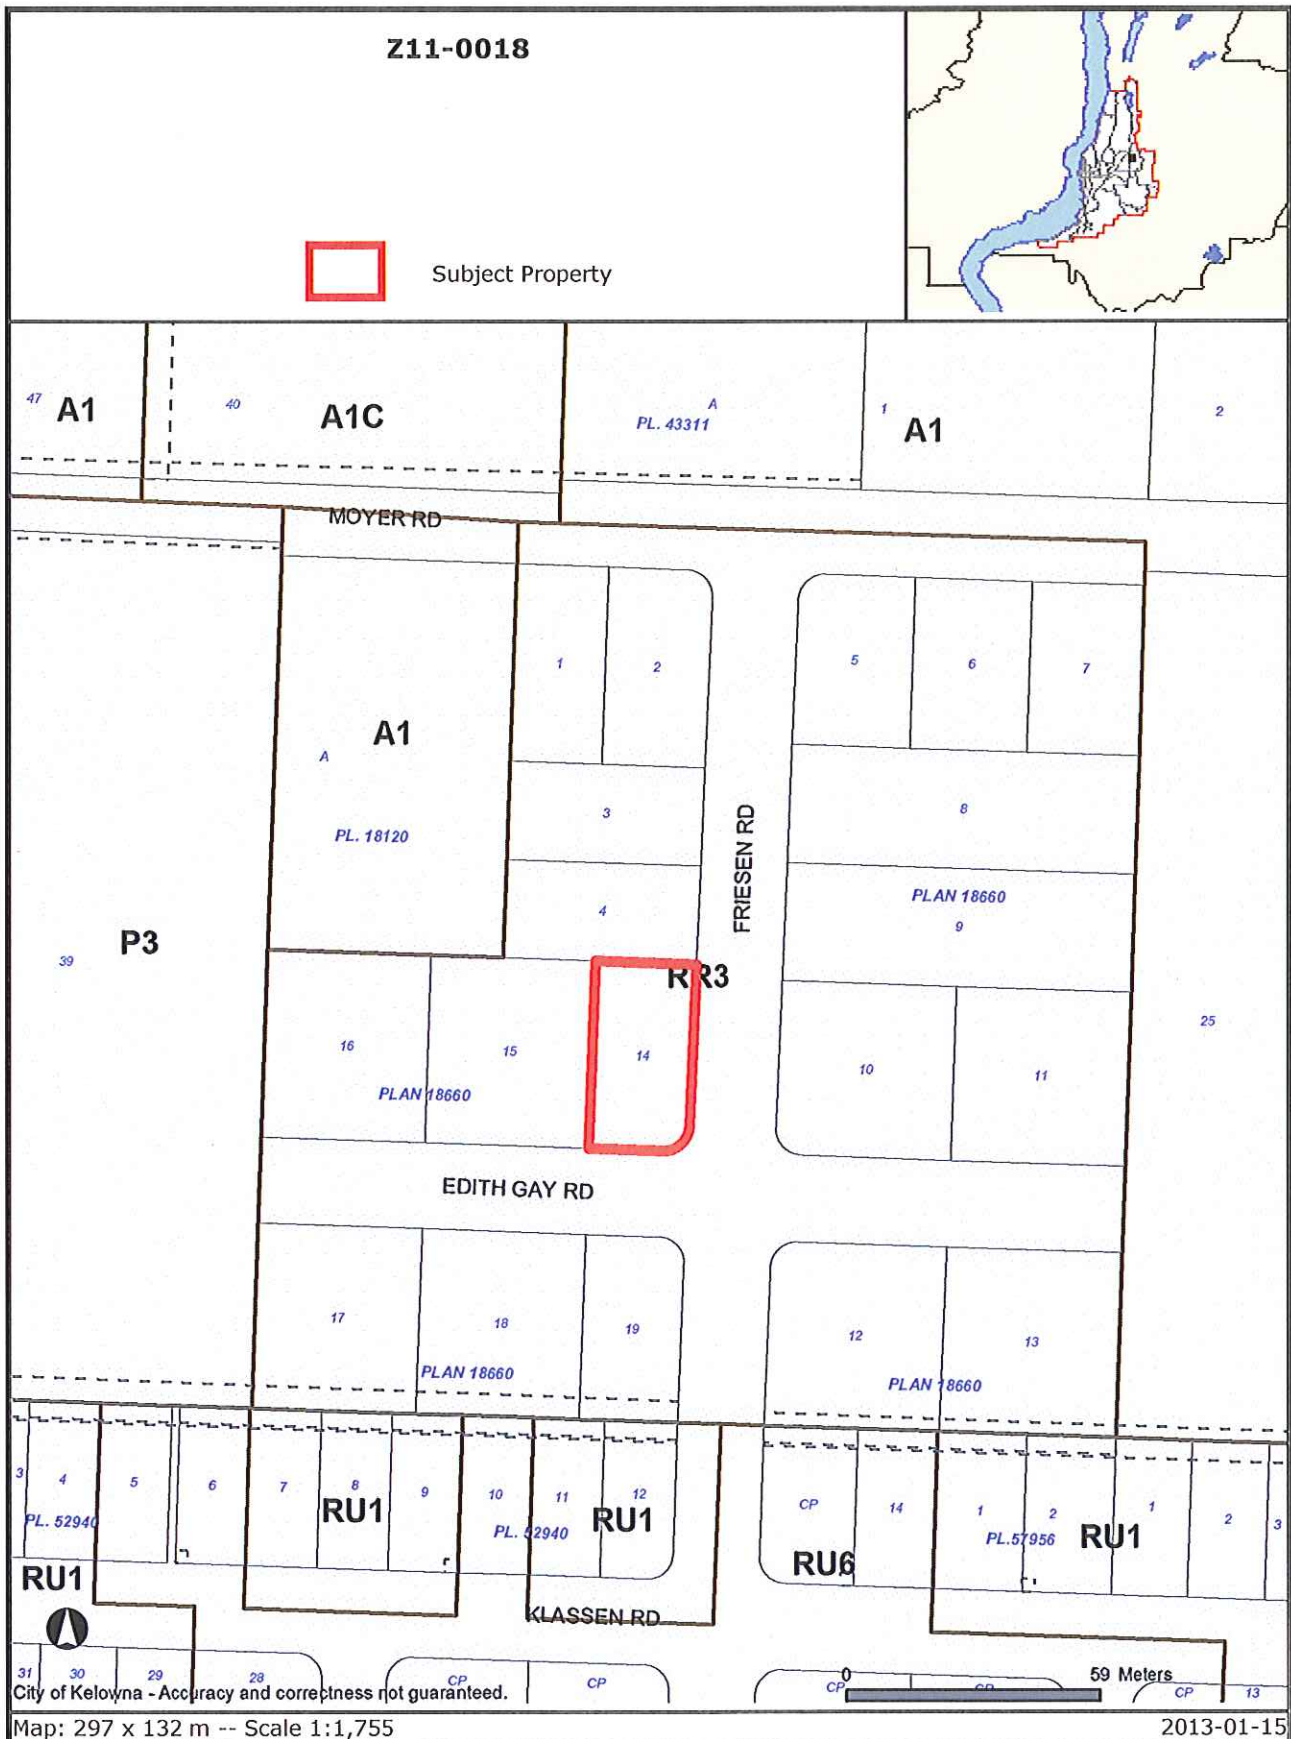 Z11-0018
Subject Property
47
A1
40
A1C
A
PL. 43311
1
A1
2
MOYER RD
1
2
5
6
7
A1
A
PL. 18120
3
8
FRIESEN RD
4
PLAN 18660
9
P3
39
RR3
25
16
15
14
10
11
PLAN 18660
EDITH GAY RD
17
18
19
12
13
PLAN 18660
PLAN 18660
3
4
5
6
7
8
9
10
11
12
CP
14
1
2
1
2
3
PL. 52940
RU1
PL. 52940
RU1
PL.57956
RU1
RU1
RU6
KLASSEN RD
31
30
29
28
CP
CP
CP
CP
CP
13
0
59 Meters
City of Kelowna - Accuracy and correctness not guaranteed.
Map: 297 x 132 m -- Scale 1:1,755
2013-01-15